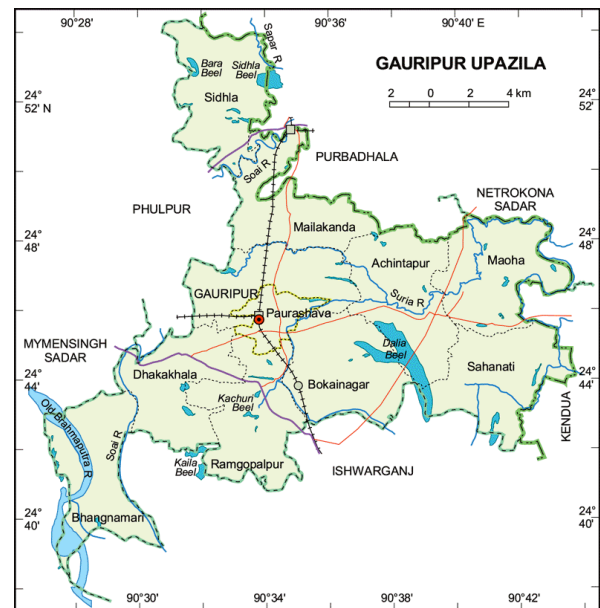 90°28'
90°36'
90°40' E
GAURIPUR UPAZILA
2 0 2 4 km
24°
52' N
24°
52'
Sapar R
Bara
Beel
Sidhla
Beel
Sidhla
PURBADHALA
Soai R
PHULPUR
NETROKONA
SADAR
24°
48'
24°
48'
Mailakanda
Achintapur
Maoha
GAURIPUR
Suria R
Paurashava
MYMENSINGH
SADAR
Dalia
Beel
24°
44'
24°
44'
Dhakakhala
Bokainagar
Sahanati
Kachuri
Beel
KENDUA
Old Brahmaputra R
Soai R
Kaila
Beel
Ramgopalpur
ISHWARGANJ
24°
40'
24°
40'
Bhangnamari
90°30'
90°34'
90°38'
90°42'